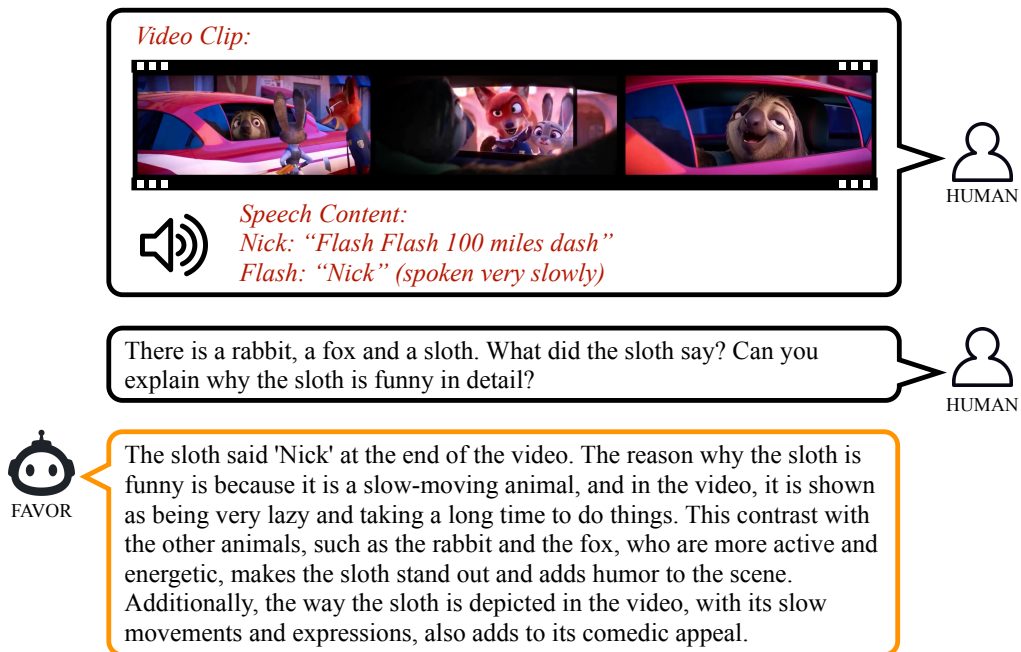 Video Clip:
Speech Content:
Nick: “Flash Flash 100 miles dash”
Flash: “Nick” (spoken very slowly)
HUMAN
There is a rabbit, a fox and a sloth. What did the sloth say? Can you
explain why the sloth is funny in detail?
HUMAN
The sloth said 'Nick' at the end of the video. The reason why the sloth is
funny is because it is a slow-moving animal, and in the video, it is shown
as being very lazy and taking a long time to do things. This contrast with
the other animals, such as the rabbit and the fox, who are more active and
energetic, makes the sloth stand out and adds humor to the scene.
Additionally, the way the sloth is depicted in the video, with its slow
movements and expressions, also adds to its comedic appeal.
FAVOR